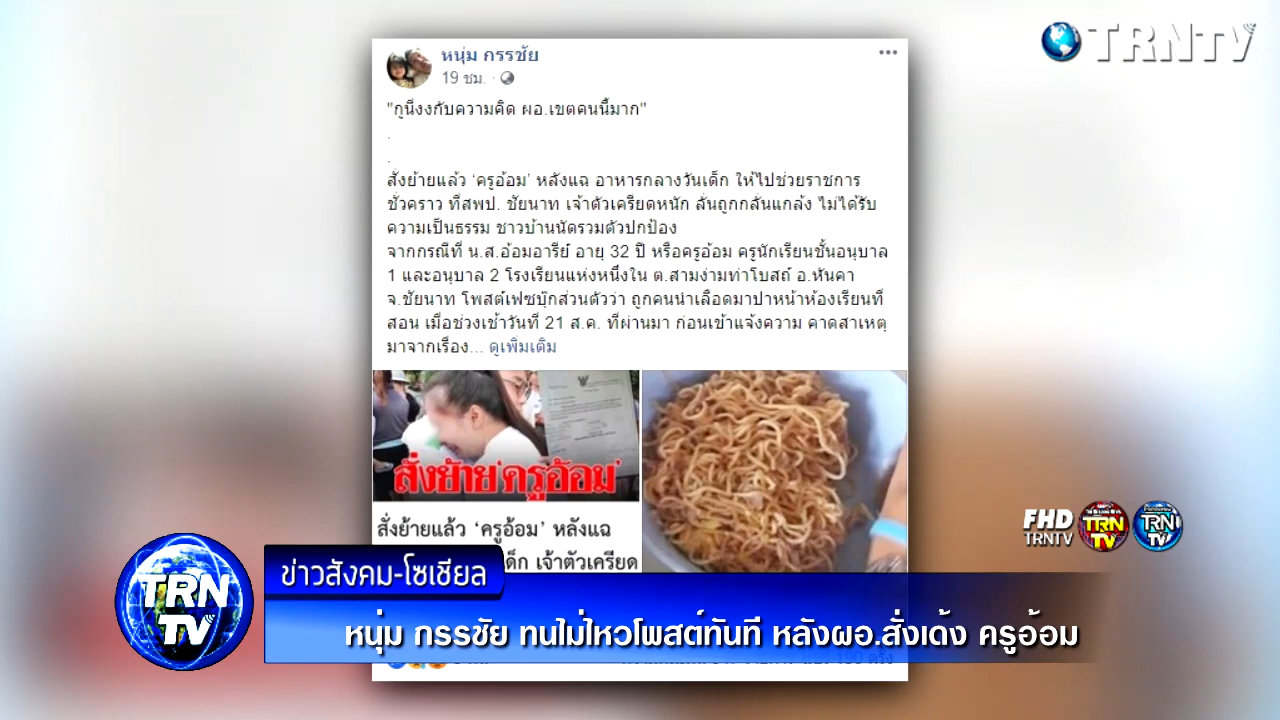 TRNTV
หนุ่ม กรรชัย
19 ชม.
"กูนี่งงกับความคิด ผอ.เขตคนนี้มาก"
.
.
สั่งย้ายแล้ว ‘ครูอ้อม’ หลังแฉ อาหารกลางวันเด็ก ให้ไปช่วยราชการ
ชั่วคราว ที่สพป. ชัยนาท เจ้าตัวเครียดหนัก ลั่นถูกกลั่นแกล้ง ไม่ได้รับ
ความเป็นธรรม ชาวบ้านนัดรวมตัวปกป้อง
จากกรณีที่ น.ส.อ้อมอารีย์ อายุ 32 ปี หรือครูอ้อม ครูนักเรียนชั้นอนุบาล
1 และอนุบาล 2 โรงเรียนแห่งหนึ่งใน ต.สามง่ามท่าโบสถ์ อ.หันคา
จ.ชัยนาท โพสต์เฟซบุ๊กส่วนตัวว่า ถูกคนนำเลือดมาปาหน้าห้องเรียนที่
สอน เมื่อช่วงเช้าวันที่ 21 ส.ค. ที่ผ่านมา ก่อนเข้าแจ้งความ คาดสาเหตุ
มาจากเรื่อง... ดูเพิ่มเติม
สั่งย้าย'ครูอ้อม'
สั่งย้ายแล้ว ‘ครูอ้อม’ หลังแฉ
เด็ก เจ้าตัวเครียด
FHD
TRNTV
TRN
TV
TRN
TV
TRN
TV
ข่าวสังคม-โซเชียล
หนุ่ม กรรชัย ทนไม่ไหวโพสต์ทันที หลังผอ.สั่งเด้ง ครูอ้อม